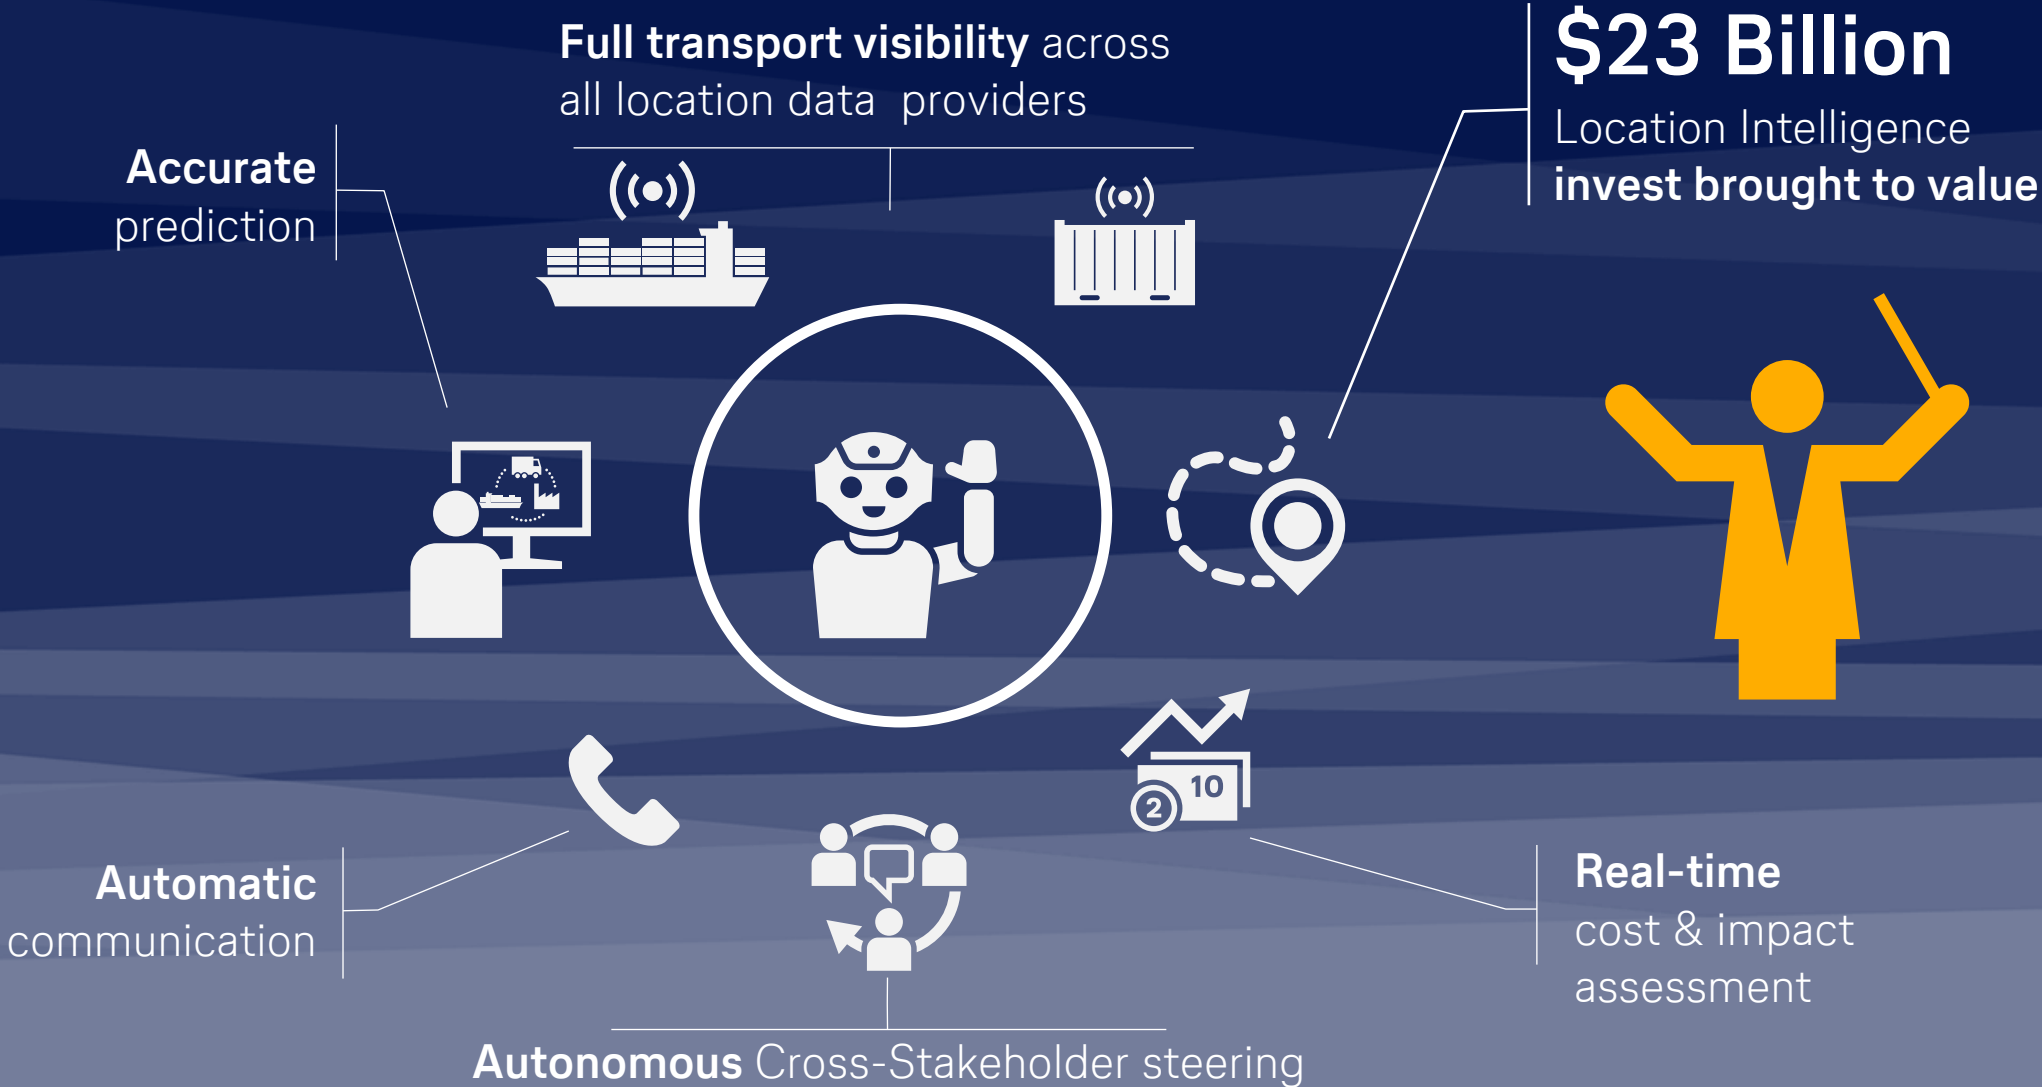 Full transport visibility across
all location data providers
$23 Billion
Location Intelligence
invest brought to value
Accurate
prediction
10
2
Automatic
communication
Real-time
cost & impact
assessment
Autonomous Cross-Stakeholder steering